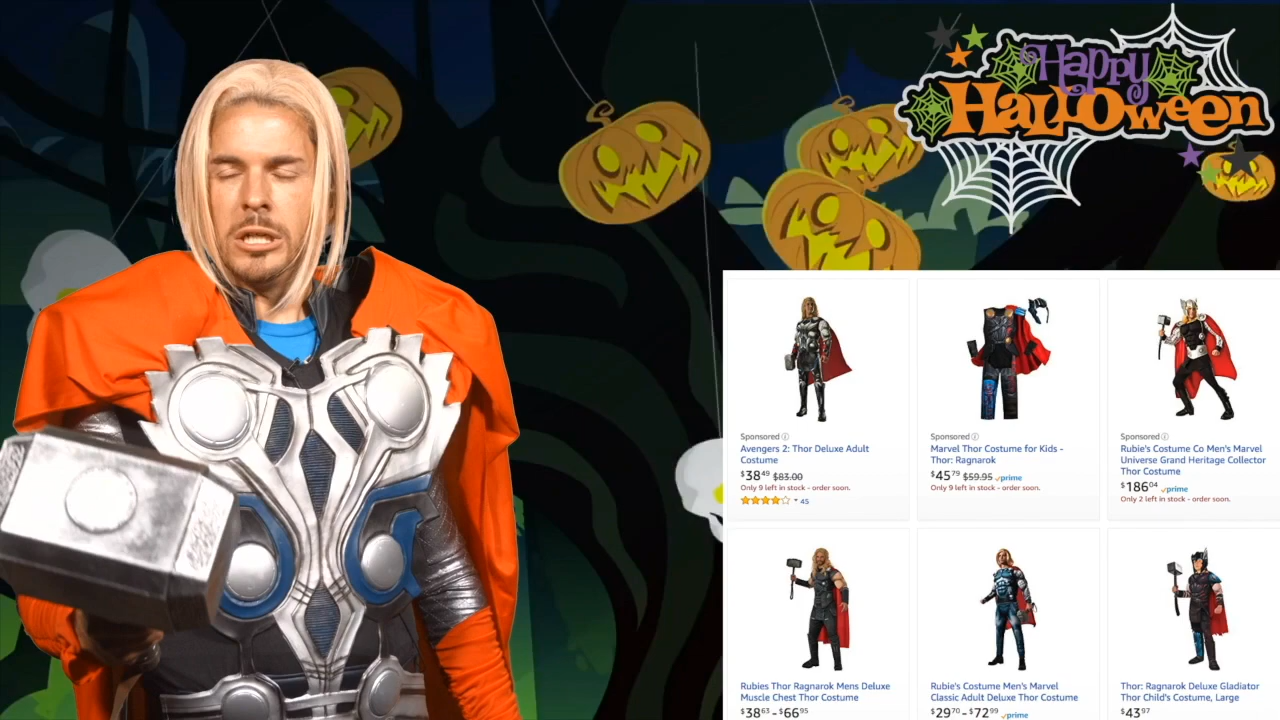 Happy
Halloween
Sponsored
Avengers 2: Thor Deluxe Adult
Costume
$38.49 $83.00
Only 9 left in stock - order soon.
45
Sponsored
Marvel Thor Costume for Kids -
Thor: Ragnarok
$45.79 $59.95 prime
Only 9 left in stock - order soon.
Sponsored
Rubie's Costume Co Men's Marvel
Universe Grand Heritage Collector
Thor Costume
$186.04 prime
Only 2 left in stock - order soon.
Rubies Thor Ragnarok Mens Deluxe
Muscle Chest Thor Costume
$38.63 - $66.95
Rubie's Costume Men's Marvel
Classic Adult Deluxe Thor Costume
$29.70 - $72.99 prime
Thor: Ragnarok Deluxe Gladiator
Thor Child's Costume, Large
$43.97